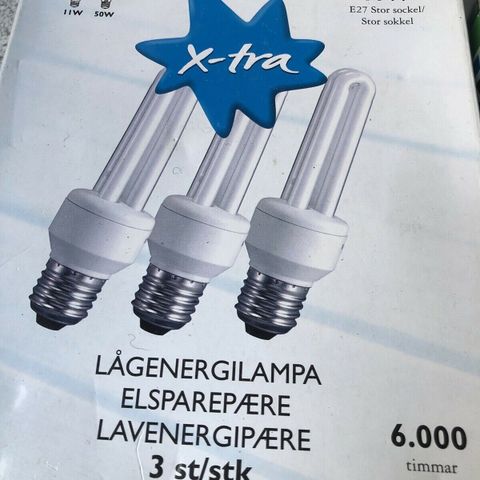 11W 50W
E27 Stor sockel/
Stor sokkel
x-tra
LÅGENERGILAMPA
ELSPAREPÆRE
LAVENERGIPÆRE
3 st/stk
6.000
timmar